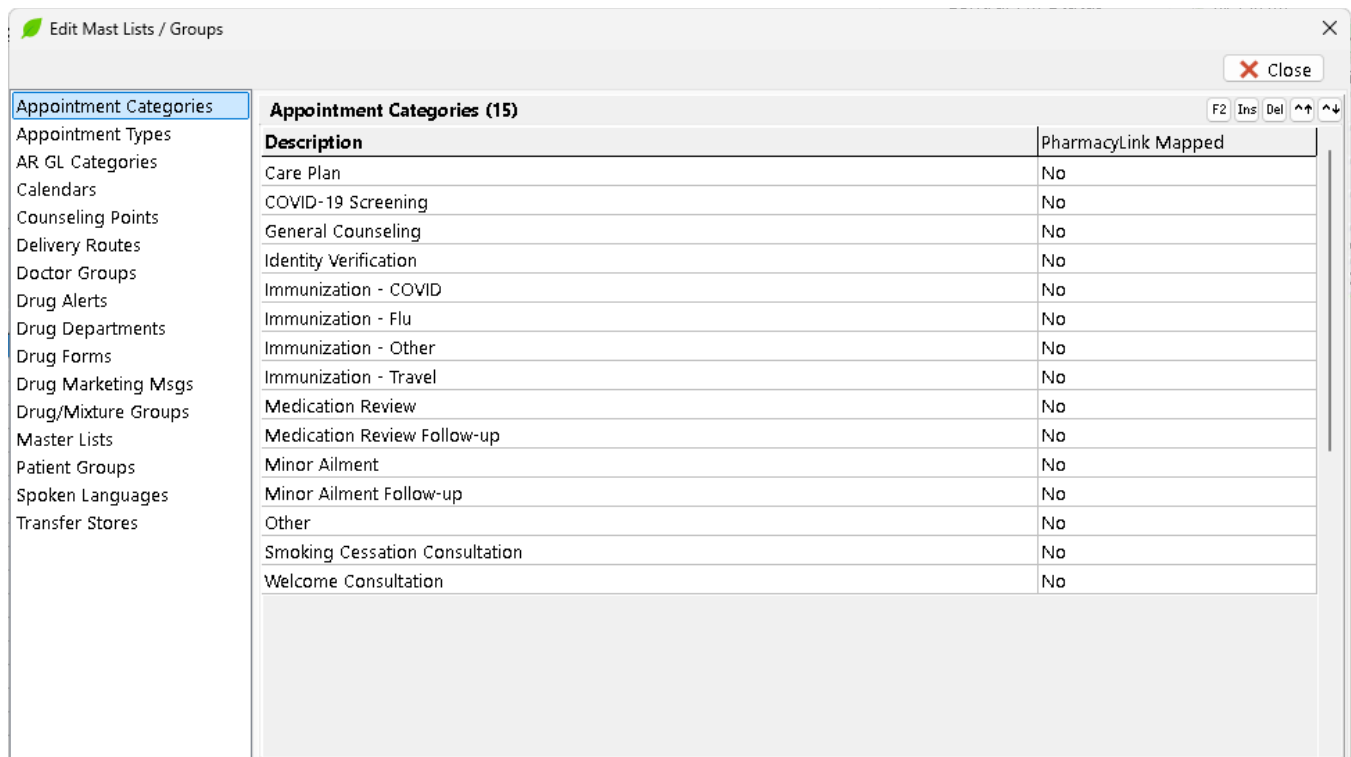 Edit Mast Lists / Groups
Close
Appointment Categories
Appointment Types
AR GL Categories
Calendars
Counseling Points
Delivery Routes
Doctor Groups
Drug Alerts
Drug Departments
Drug Forms
Drug Marketing Msgs
Drug/Mixture Groups
Master Lists
Patient Groups
Spoken Languages
Transfer Stores
Appointment Categories (15) F2 Ins Del
Description PharmacyLink Mapped
Care Plan No
COVID-19 Screening No
General Counseling No
Identity Verification No
Immunization - COVID No
Immunization - Flu No
Immunization - Other No
Immunization - Travel No
Medication Review No
Medication Review Follow-up No
Minor Ailment No
Minor Ailment Follow-up No
Other No
Smoking Cessation Consultation No
Welcome Consultation No